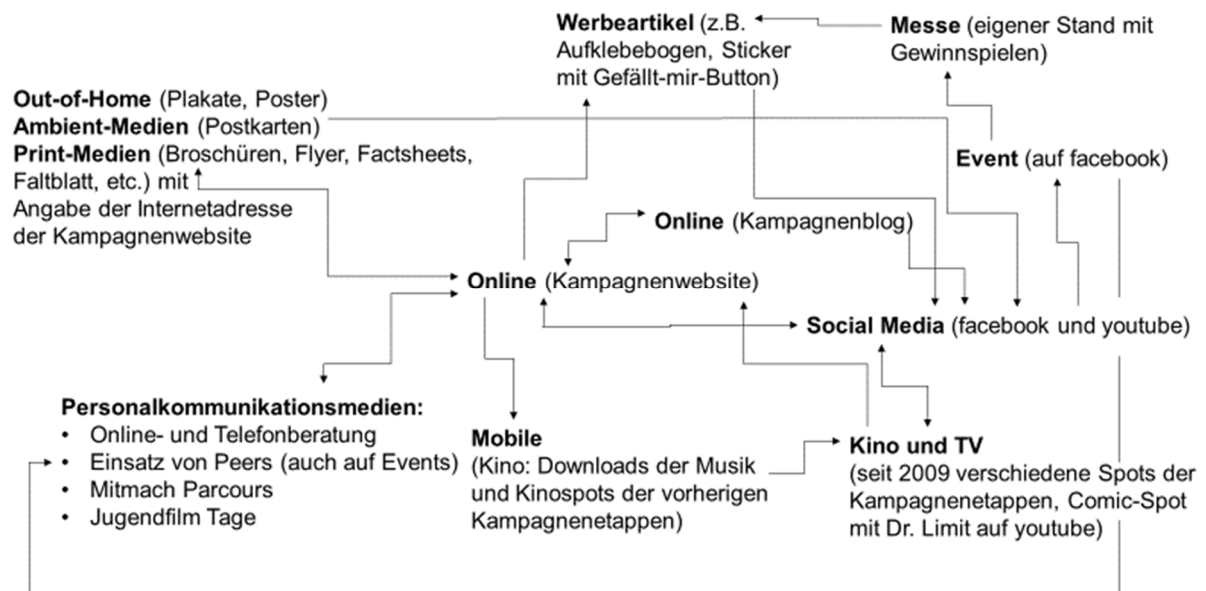 Werbeartikel (z.B.
Aufklebebogen, Sticker
mit Gefällt-mir-Button)
Messe (eigener Stand mit
Gewinnspielen)
Out-of-Home (Plakate, Poster)
Ambient-Medien (Postkarten)
Print-Medien (Broschüren, Flyer, Factsheets,
Faltblatt, etc.) mit
Angabe der Internetadresse
der Kampagnenwebsite
Event (auf facebook)
Online (Kampagnenblog)
Online (Kampagnenwebsite)
Social Media (facebook und youtube)
Personalkommunikationsmedien:
• Online- und Telefonberatung
• Einsatz von Peers (auch auf Events)
• Mitmach Parcours
• Jugendfilm Tage
Mobile
(Kino: Downloads der Musik
und Kinospots der vorherigen
Kampagnenetappen)
Kino und TV
(seit 2009 verschiedene Spots der
Kampagnenetappen, Comic-Spot
mit Dr. Limit auf youtube)